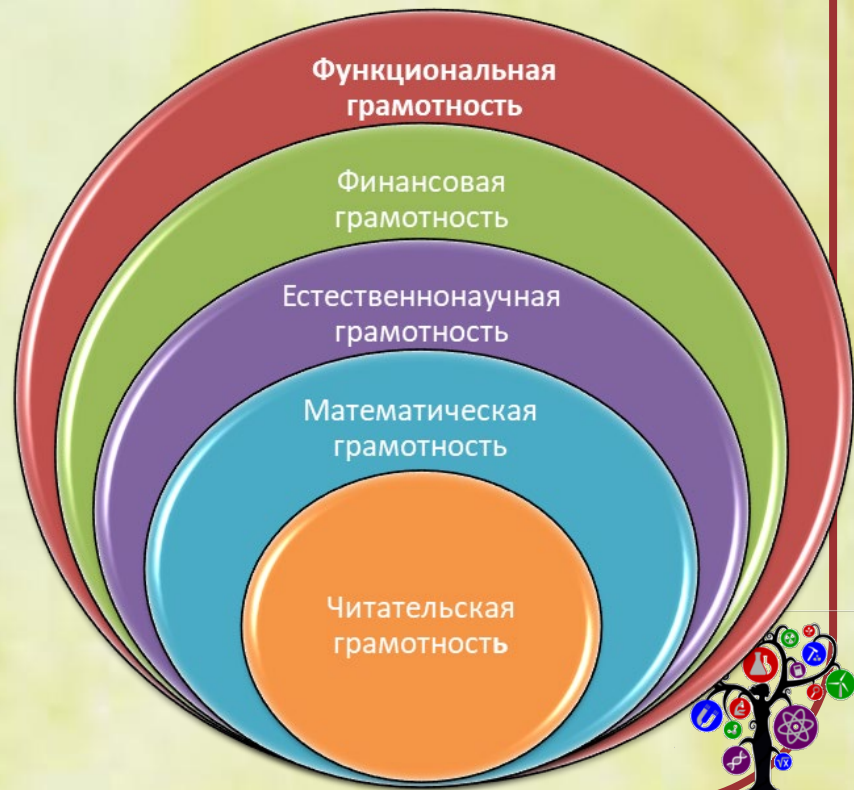 Функциональная
грамотность
Финансовая
грамотность
Естественнонаучная
грамотность
Математическая
грамотность
Читательская
грамотность
√x